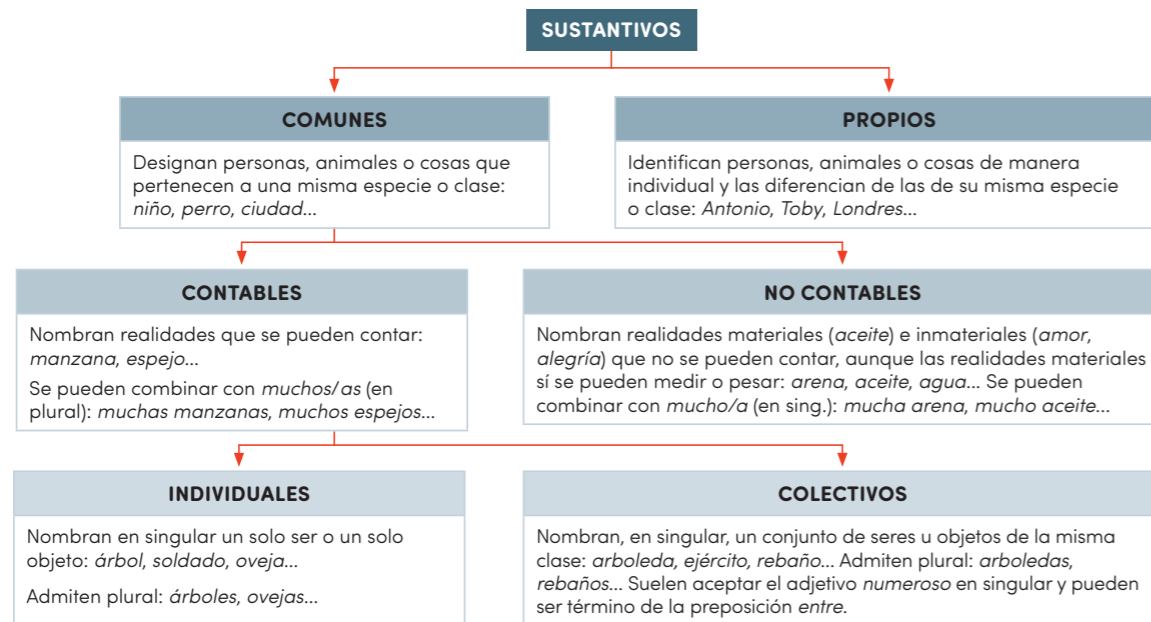 SUSTANTIVOS
COMUNES
Designan personas, animales o cosas que
pertenecen a una misma especie o clase:
niño, perro, ciudad...
PROPIOS
Identifican personas, animales o cosas de manera
individual y las diferencian de las de su misma especie
o clase: Antonio, Toby, Londres...
CONTABLES
Nombran realidades que se pueden contar:
manzana, espejo...
Se pueden combinar con muchos/as (en
plural): muchas manzanas, muchos espejos...
NO CONTABLES
Nombran realidades materiales (aceite) e inmateriales (amor,
alegría) que no se pueden contar, aunque las realidades materiales
sí se pueden medir o pesar: arena, aceite, agua... Se pueden
combinar con mucho/a (en sing.): mucha arena, mucho aceite...
INDIVIDUALES
Nombran en singular un solo ser o un solo
objeto: árbol, soldado, oveja...
Admiten plural: árboles, ovejas...
COLECTIVOS
Nombran, en singular, un conjunto de seres u objetos de la misma
clase: arboleda, ejército, rebaño... Admiten plural: arboledas,
rebaños... Suelen aceptar el adjetivo numeroso en singular y pueden
ser término de la preposición entre.